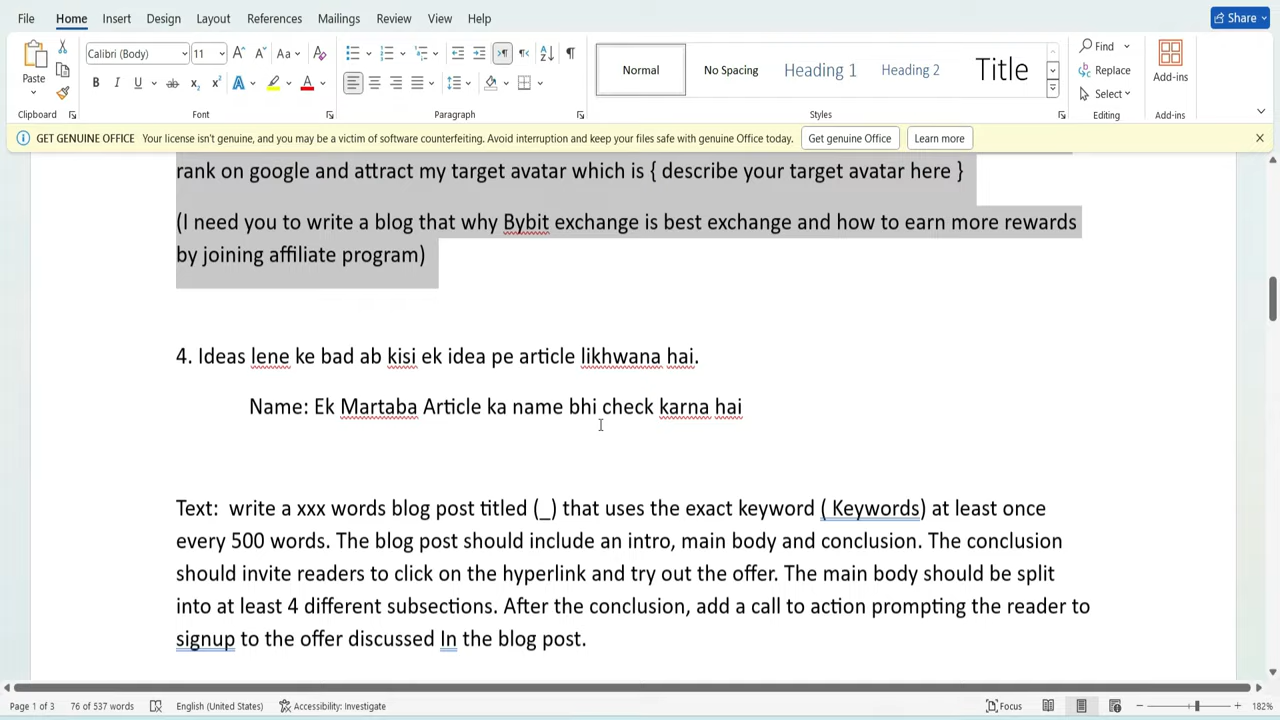 File Home Insert Design Layout References Mailings Review View Help Share
Calibri (Body) 11 Aa Find
Paste Normal No Spacing Heading 1 Heading 2 Title Replace Add-ins
B I U ab x₂ x² A A Select
Clipboard Font Paragraph Styles Editing Add-ins
GET GENUINE OFFICE Your license isn't genuine, and you may be a victim of software counterfeiting. Avoid interruption and keep your files safe with genuine Office today. Get genuine Office Learn more
rank on google and attract my target avatar which is { describe your target avatar here }
(I need you to write a blog that why Bybit exchange is best exchange and how to earn more rewards
by joining affiliate program)
4. Ideas lene ke bad ab kisi ek idea pe article likhwana hai.
Name: Ek Martaba Article ka name bhi check karna hai
Text: write a xxx words blog post titled (_) that uses the exact keyword ( Keywords) at least once
every 500 words. The blog post should include an intro, main body and conclusion. The conclusion
should invite readers to click on the hyperlink and try out the offer. The main body should be split
into at least 4 different subsections. After the conclusion, add a call to action prompting the reader to
signup to the offer discussed In the blog post.
Page 1 of 3 76 of 537 words English (United States) Accessibility: Investigate Focus 182%